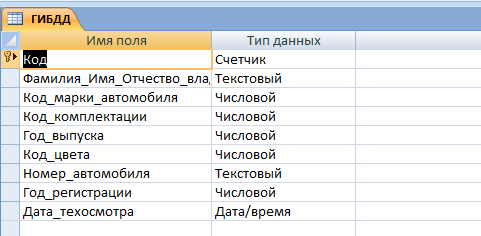 ГИБДД
Имя поля Тип данных
Код Счетчик
Фамилия_Имя_Отчество_вла Текстовый
Код_марки_автомобиля Числовой
Код_комплектации Числовой
Год_выпуска Числовой
Код_цвета Числовой
Номер_автомобиля Текстовый
Год_регистрации Числовой
Дата_техосмотра Дата/время